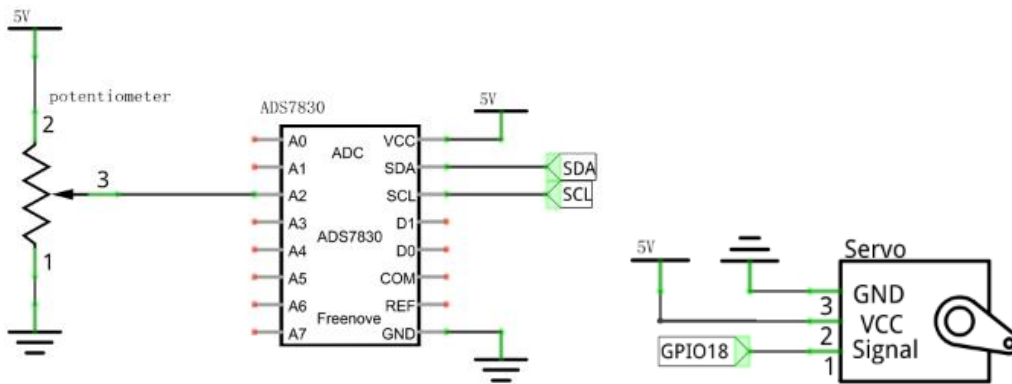 5V
potentiometer
2
3
1
ADS7830
5V
A0 VCC
ADC
A1 SDA SDA
A2 SCL SCL
A3 D1
ADS7830
A4 D0
A5 COM
A6 REF
Freenove
A7 GND
5V
Servo
GND
3
VCC
2
GPIO18
Signal
1